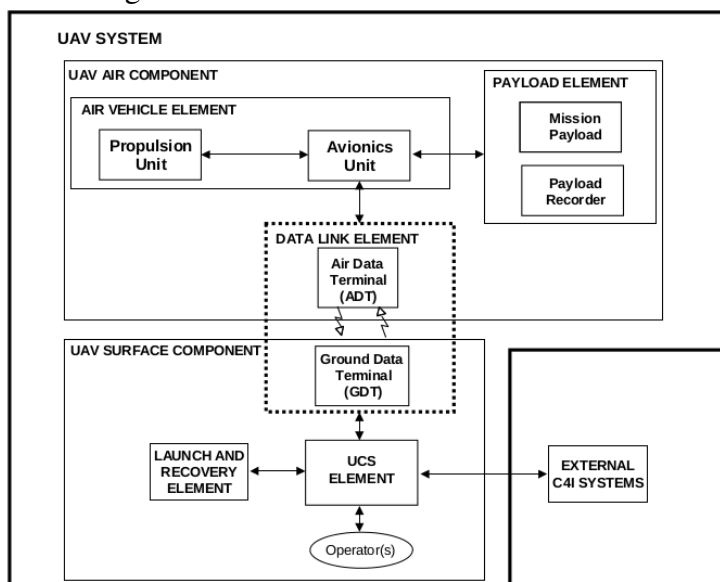 UAV SYSTEM
UAV AIR COMPONENT
PAYLOAD ELEMENT
AIR VEHICLE ELEMENT
Mission
Payload
Propulsion
Unit
Avionics
Unit
Payload
Recorder
DATA LINK ELEMENT
Air Data
Terminal
(ADT)
UAV SURFACE COMPONENT
Ground Data
Terminal
(GDT)
LAUNCH AND
RECOVERY
ELEMENT
UCS
ELEMENT
EXTERNAL
C4I SYSTEMS
Operator(s)